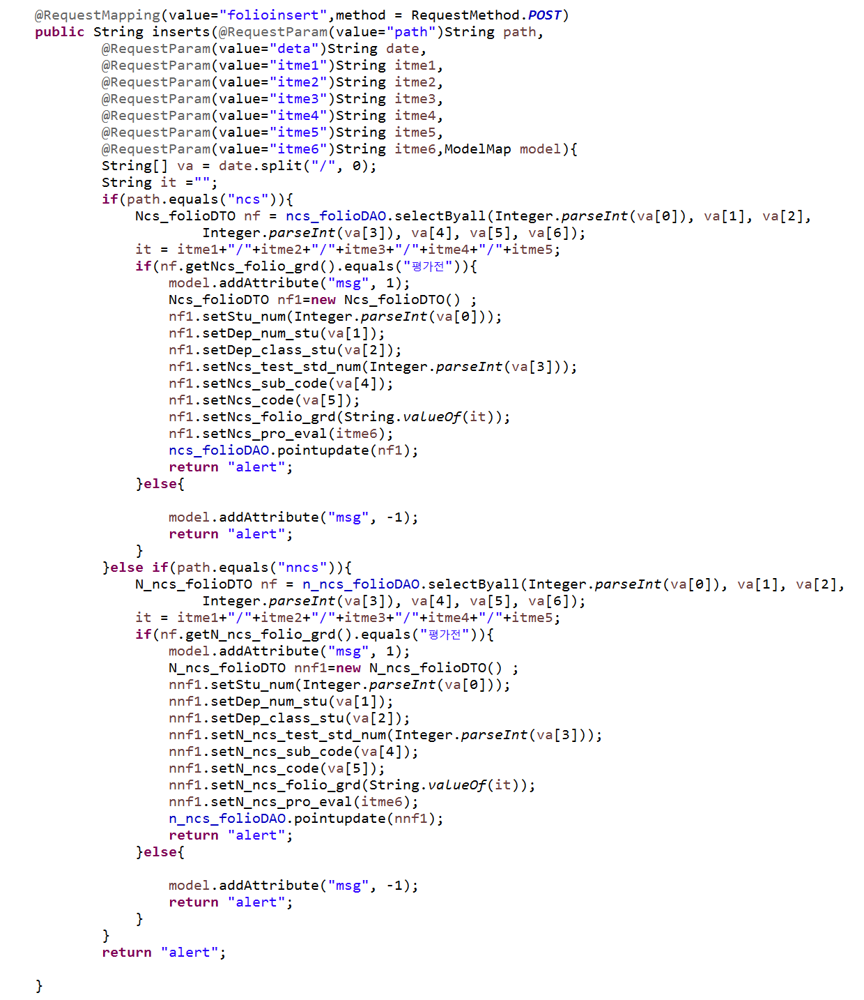 @RequestMapping(value="folioinsert",method = RequestMethod.POST)
public String inserts(@RequestParam(value="path")String path,
@RequestParam(value="deta")String date,
@RequestParam(value="itme1")String itme1,
@RequestParam(value="itme2")String itme2,
@RequestParam(value="itme3")String itme3,
@RequestParam(value="itme4")String itme4,
@RequestParam(value="itme5")String itme5,
@RequestParam(value="itme6")String itme6,ModelMap model){
String[] va = date.split("/", 0);
String it ="";
if(path.equals("ncs")){
Ncs_folioDTO nf = ncs_folioDAO.selectByall(Integer.parseInt(va[0]), va[1], va[2],
Integer.parseInt(va[3]), va[4], va[5], va[6]);
it = itme1+"/"+itme2+"/"+itme3+"/"+itme4+"/"+itme5;
if(nf.getNcs_folio_grd().equals("평가전")){
model.addAttribute("msg", 1);
Ncs_folioDTO nf1=new Ncs_folioDTO() ;
nf1.setStu_num(Integer.parseInt(va[0]));
nf1.setDep_num_stu(va[1]);
nf1.setDep_class_stu(va[2]);
nf1.setNcs_test_std_num(Integer.parseInt(va[3]));
nf1.setNcs_sub_code(va[4]);
nf1.setNcs_code(va[5]);
nf1.setNcs_folio_grd(String.valueOf(it));
nf1.setNcs_pro_eval(itme6);
ncs_folioDAO.pointupdate(nf1);
return "alert";
}else{
model.addAttribute("msg", -1);
return "alert";
}
}else if(path.equals("nncs")){
N_ncs_folioDTO nf = n_ncs_folioDAO.selectByall(Integer.parseInt(va[0]), va[1], va[2],
Integer.parseInt(va[3]), va[4], va[5], va[6]);
it = itme1+"/"+itme2+"/"+itme3+"/"+itme4+"/"+itme5;
if(nf.getN_ncs_folio_grd().equals("평가전")){
model.addAttribute("msg", 1);
N_ncs_folioDTO nnf1=new N_ncs_folioDTO() ;
nnf1.setStu_num(Integer.parseInt(va[0]));
nnf1.setDep_num_stu(va[1]);
nnf1.setDep_class_stu(va[2]);
nnf1.setN_ncs_test_std_num(Integer.parseInt(va[3]));
nnf1.setN_ncs_sub_code(va[4]);
nnf1.setN_ncs_code(va[5]);
nnf1.setN_ncs_folio_grd(String.valueOf(it));
nnf1.setN_ncs_pro_eval(itme6);
n_ncs_folioDAO.pointupdate(nnf1);
return "alert";
}else{
model.addAttribute("msg", -1);
return "alert";
}
}
return "alert";
}